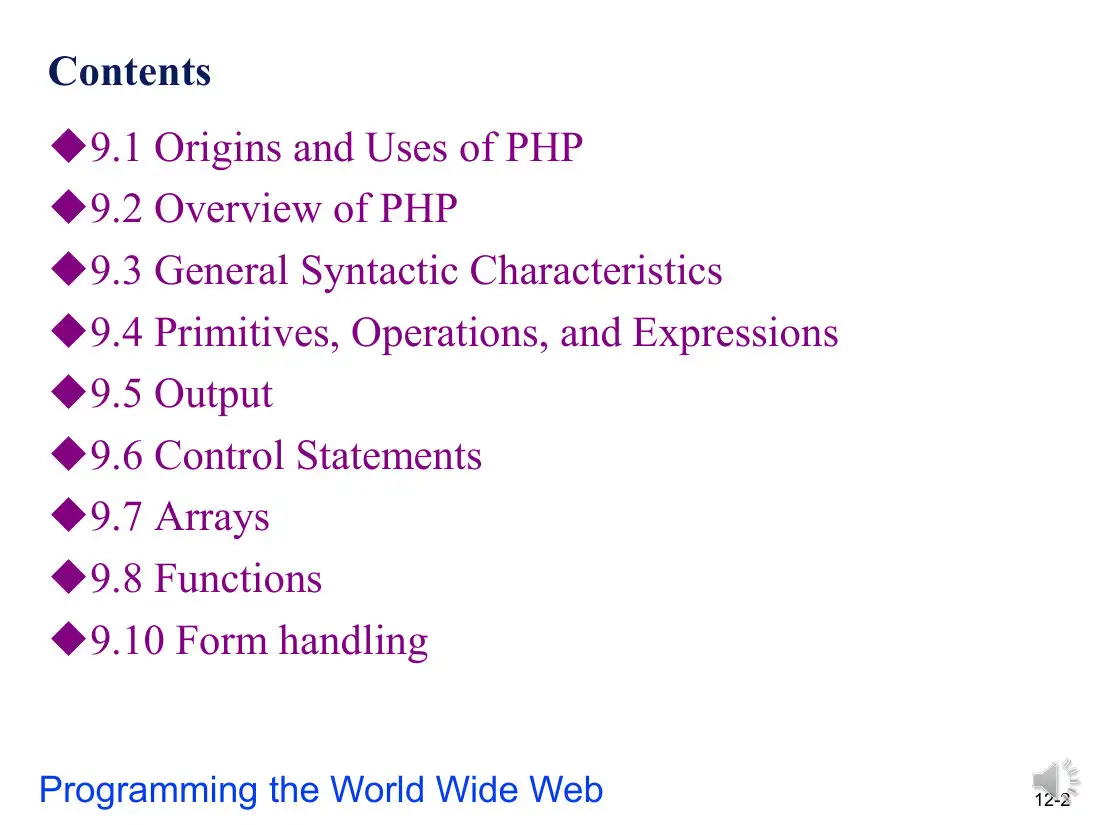 Contents
◆9.1 Origins and Uses of PHP
◆9.2 Overview of PHP
◆9.3 General Syntactic Characteristics
◆9.4 Primitives, Operations, and Expressions
◆9.5 Output
◆9.6 Control Statements
◆9.7 Arrays
◆9.8 Functions
◆9.10 Form handling
Programming the World Wide Web
12-2